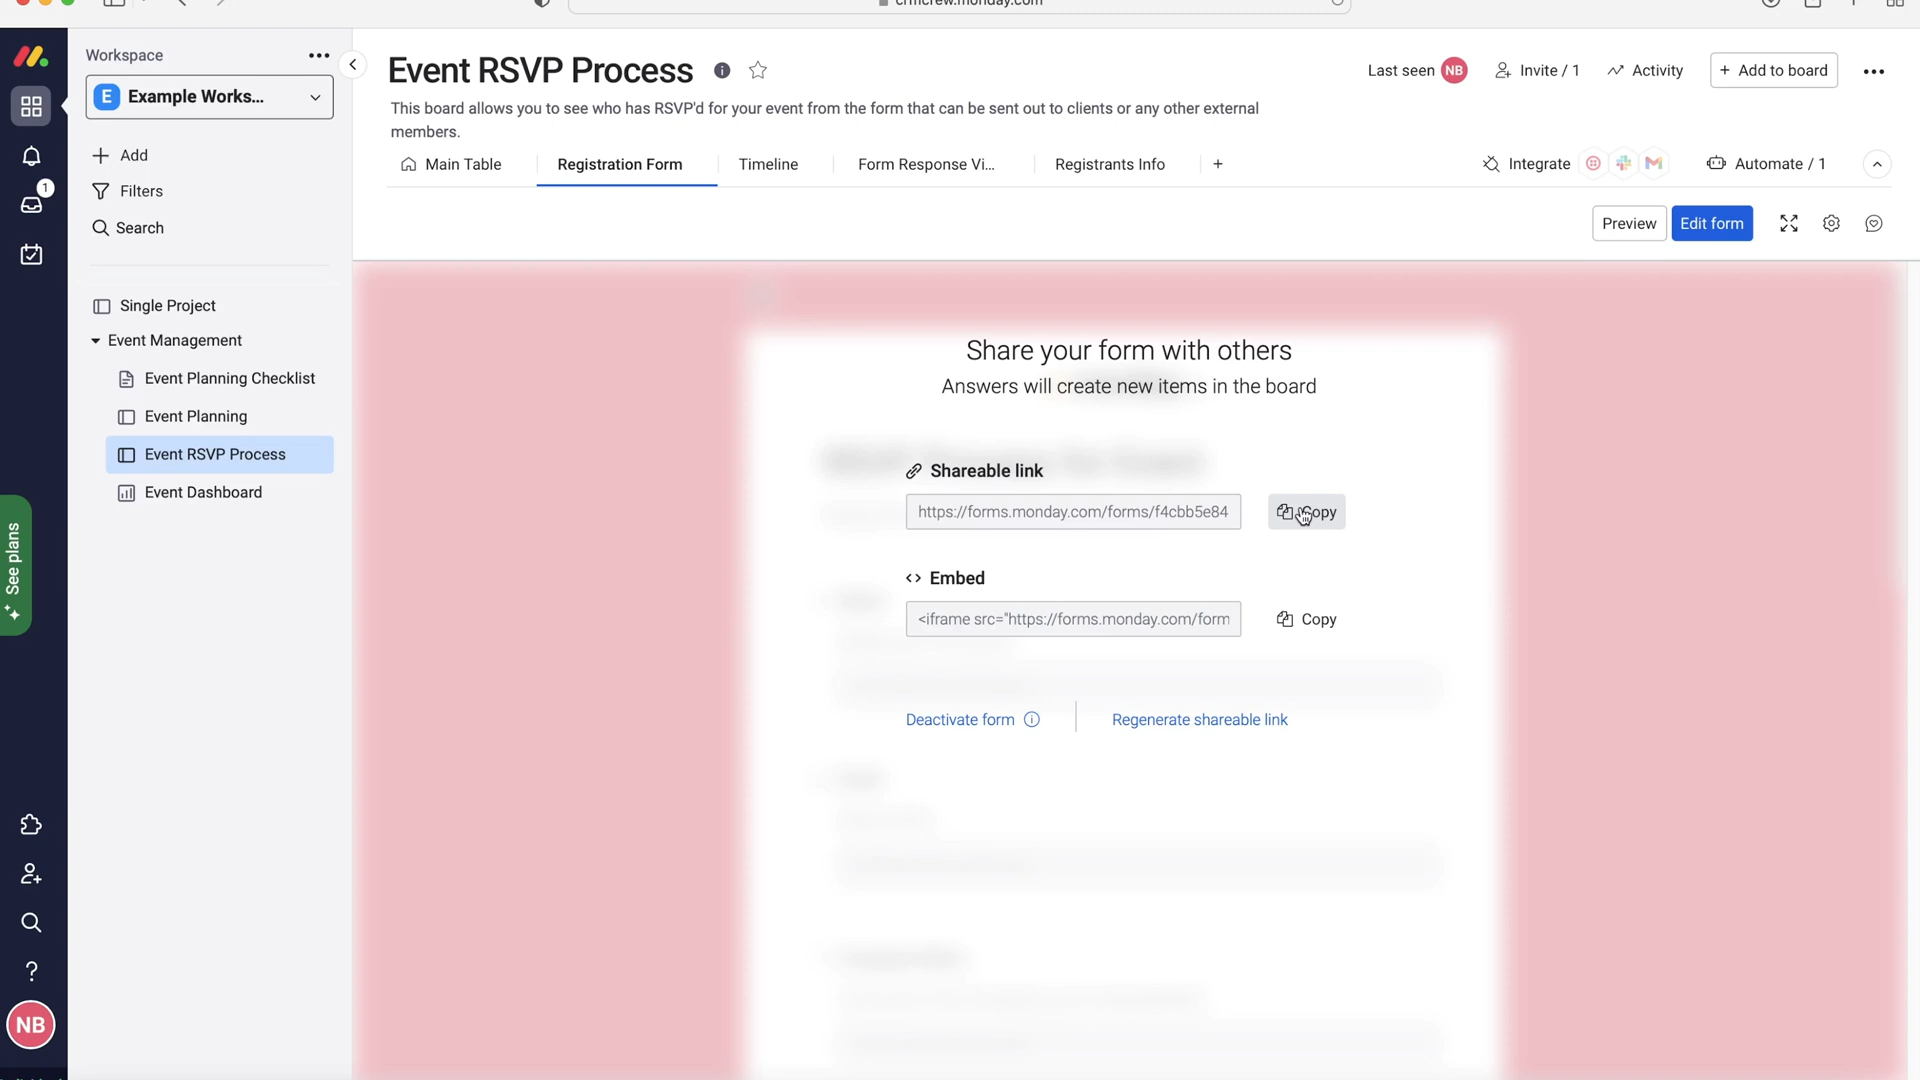 crmcrew.monday.com
Workspace
E Example Works...
Add
Filters
Search
1
Single Project
Event Management
Event Planning Checklist
Event Planning
Event RSVP Process
Event Dashboard
See plans
?
NB
Event RSVP Process
Last seen NB Invite / 1 Activity + Add to board
This board allows you to see who has RSVP'd for your event from the form that can be sent out to clients or any other external
members.
Main Table Registration Form Timeline Form Response Vi... Registrants Info + Integrate Automate / 1
Preview Edit form
Share your form with others
Answers will create new items in the board
Shareable link
https://forms.monday.com/forms/f4cbb5e84 Copy
<> Embed
<iframe src="https://forms.monday.com/form Copy
Deactivate form Regenerate shareable link